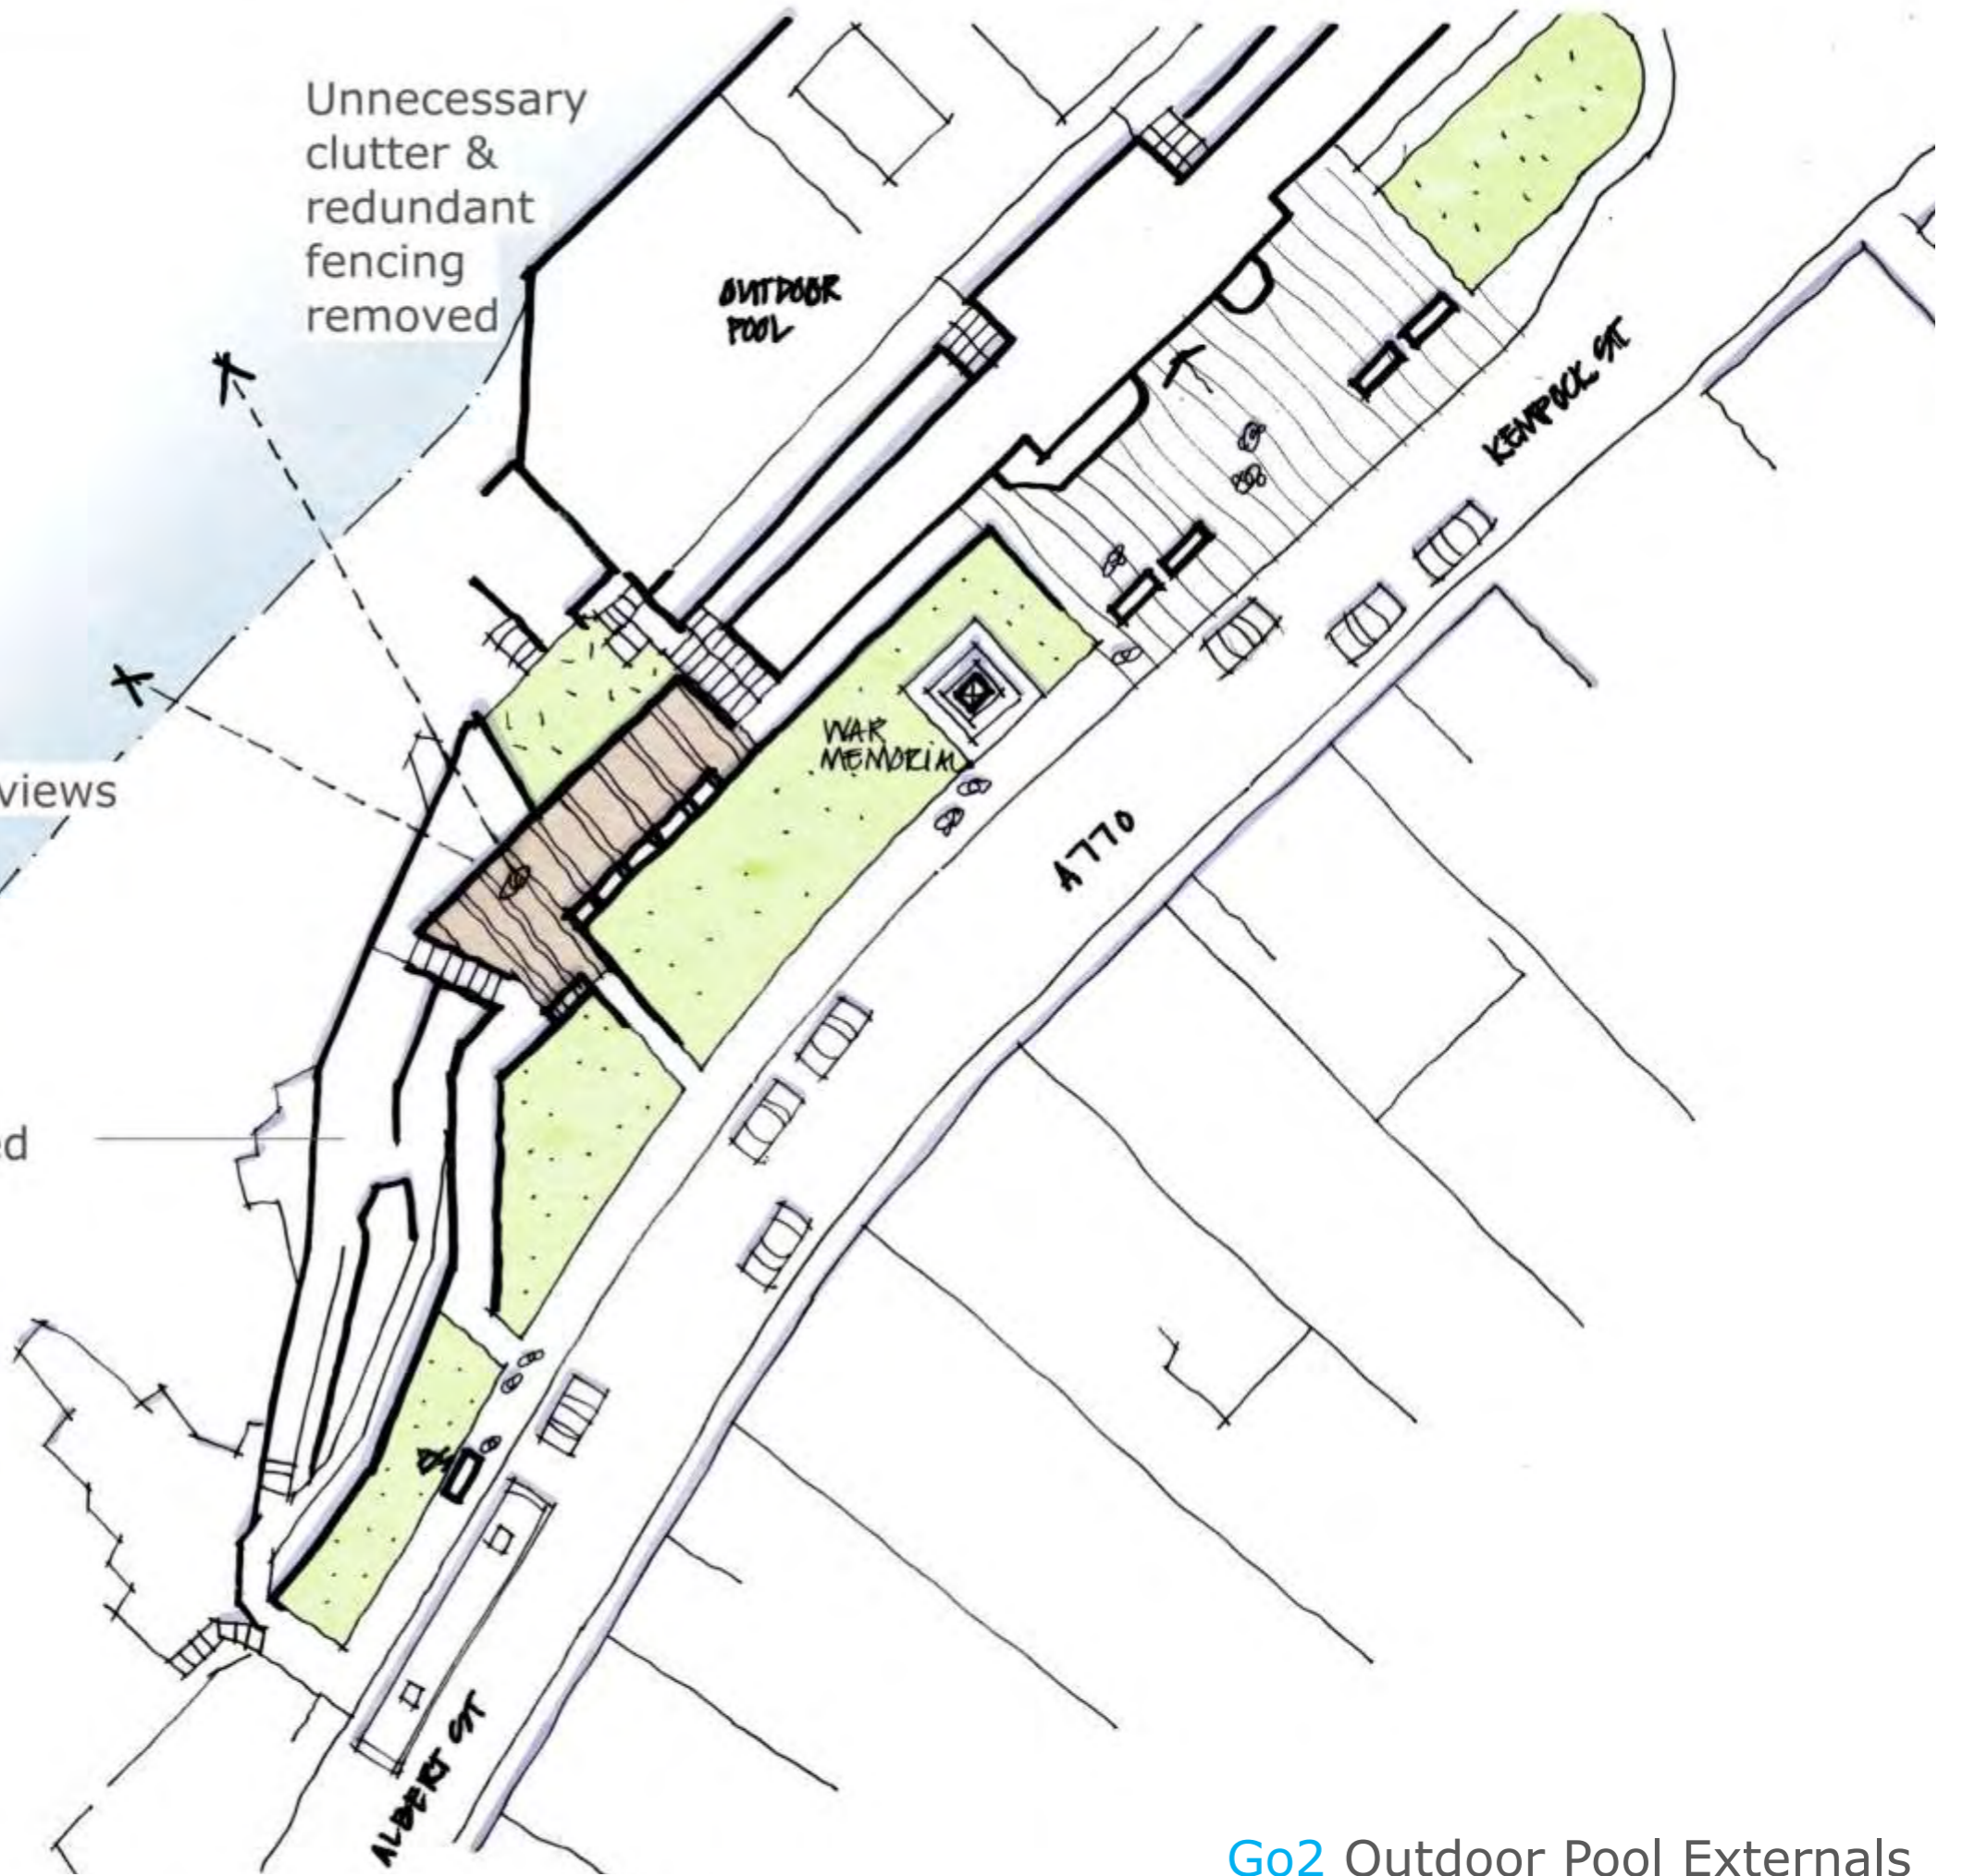 Unnecessary
clutter &
redundant
fencing
removed
OUTDOOR
POOL
KEMPOCK ST
WAR
MEMORIAL
views
A770
ed
ALBERT ST
Go2 Outdoor Pool Externals